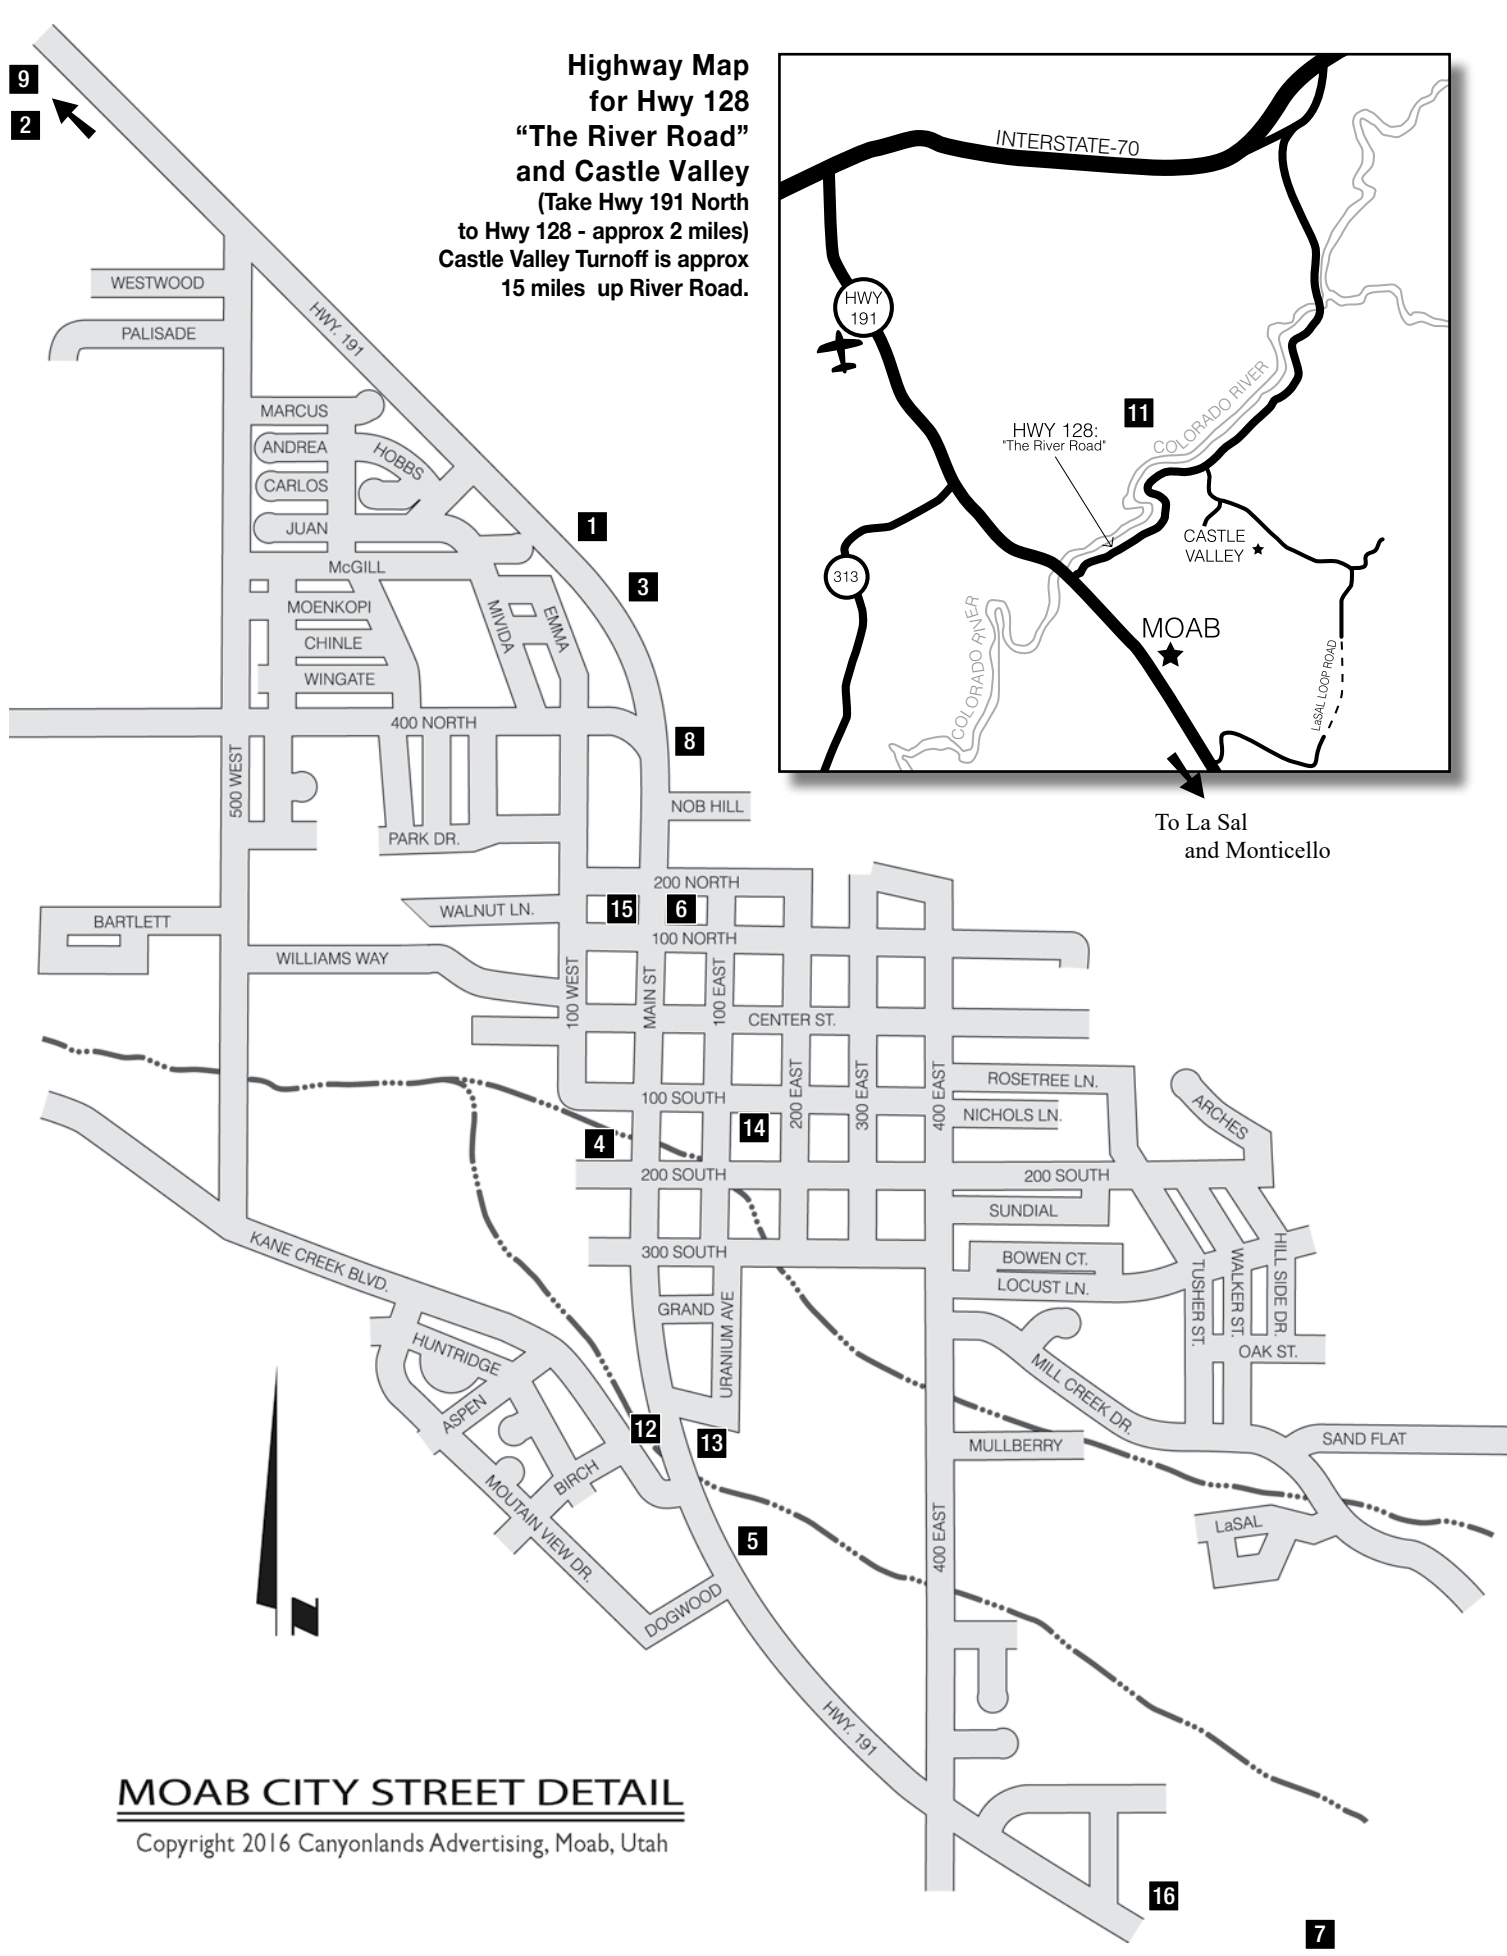 Highway Map
for Hwy 128
“The River Road”
and Castle Valley
(Take Hwy 191 North
to Hwy 128 - approx 2 miles)
Castle Valley Turnoff is approx
15 miles up River Road.
9
2
INTERSTATE-70
HWY
191
11
COLORADO RIVER
HWY 128:
"The River Road"
CASTLE
VALLEY
313
COLORADO RIVER
MOAB
LaSAL LOOP ROAD
To La Sal
and Monticello
WESTWOOD
PALISADE
HWY. 191
MARCUS
ANDREA
HOBBS
CARLOS
JUAN
1
McGILL
3
MOENKOPI
MIVIDA
EMMA
CHINLE
WINGATE
400 NORTH
8
500 WEST
NOB HILL
PARK DR.
200 NORTH
15
6
WALNUT LN.
BARTLETT
100 NORTH
WILLIAMS WAY
100 WEST
MAIN ST
100 EAST
CENTER ST.
200 EAST
300 EAST
400 EAST
ROSETREE LN.
100 SOUTH
NICHOLS LN.
ARCHES
14
4
200 SOUTH
200 SOUTH
SUNDIAL
KANE CREEK BLVD.
300 SOUTH
BOWEN CT.
LOCUST LN.
TUSHER ST.
WALKER ST.
HILL SIDE DR.
GRAND
URANIUM AVE
OAK ST.
HUNTRIDGE
MILL CREEK DR.
ASPEN
12
13
MULLBERRY
SAND FLAT
BIRCH
MOUTAIN VIEW DR.
LaSAL
5
400 EAST
DOGWOOD
N
HWY. 191
MOAB CITY STREET DETAIL
Copyright 2016 Canyonlands Advertising, Moab, Utah
16
7